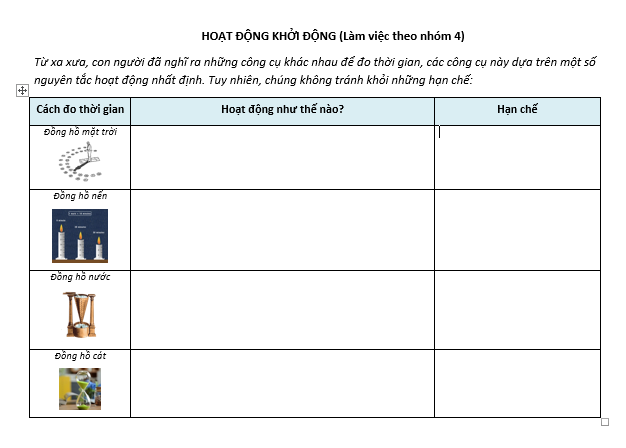 HOẠT ĐỘNG KHỞI ĐỘNG (Làm việc theo nhóm 4)
Từ xa xưa, con người đã nghĩ ra những công cụ khác nhau để đo thời gian, các công cụ này dựa trên một số
nguyên tắc hoạt động nhất định. Tuy nhiên, chúng không tránh khỏi những hạn chế:
Cách đo thời gian
Hoạt động như thế nào?
Hạn chế
Đồng hồ mặt trời
Đồng hồ nến
Đồng hồ nước
Đồng hồ cát